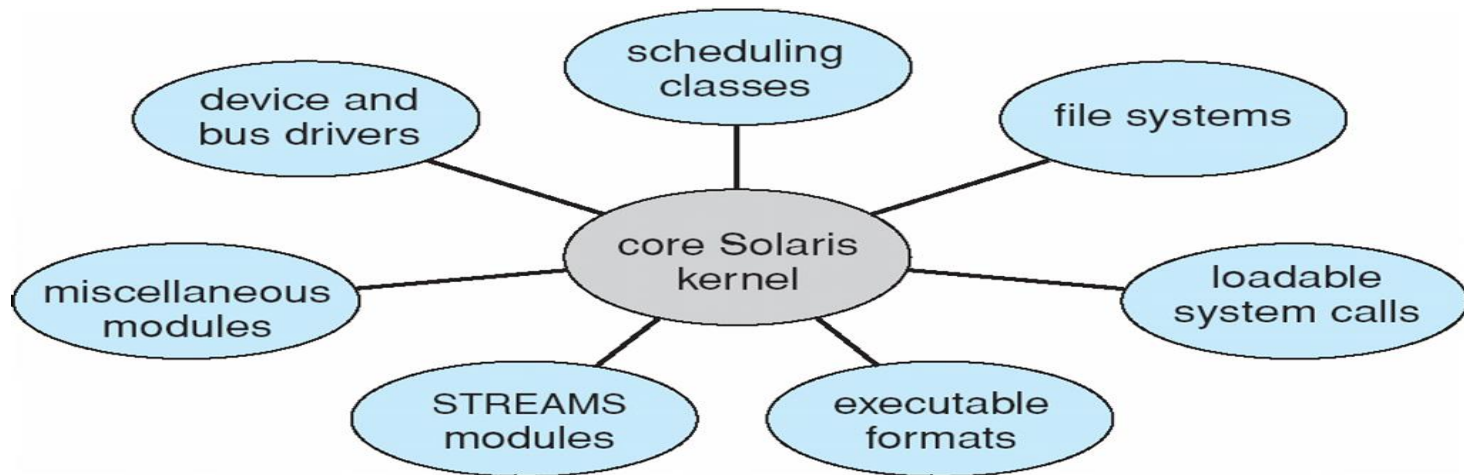 scheduling
classes
device and
bus drivers
file systems
core Solaris
kernel
miscellaneous
modules
loadable
system calls
STREAMS
modules
executable
formats